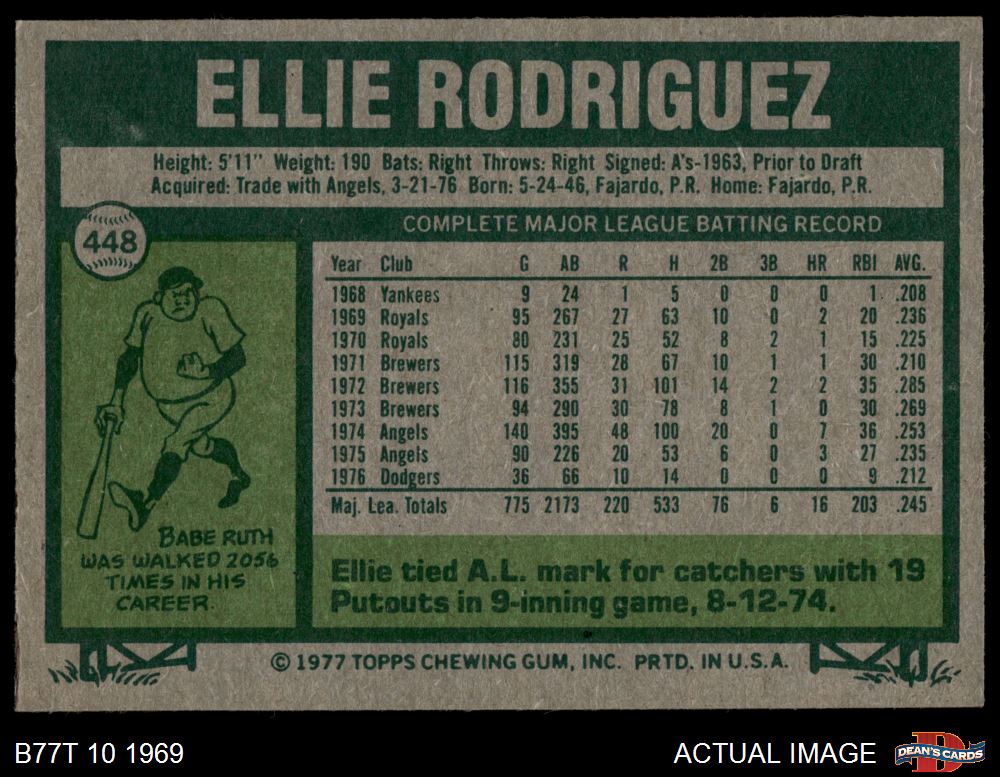 ELLIE RODRIGUEZ
Height: 5'11" Weight: 190 Bats: Right Throws: Right Signed: A's-1963, Prior to Draft
Acquired: Trade with Angels, 3-21-76 Born: 5-24-46, Fajardo, P.R. Home: Fajardo, P.R.
448
COMPLETE MAJOR LEAGUE BATTING RECORD
Year Club G AB R H 2B 3B HR RBI AVG.
1968 Yankees 9 24 1 5 0 0 0 1 .208
1969 Royals 95 267 27 63 10 0 2 20 .236
1970 Royals 80 231 25 52 8 2 1 15 .225
1971 Brewers 115 319 28 67 10 1 1 30 .210
1972 Brewers 116 355 31 101 14 2 2 35 .285
1973 Brewers 94 290 30 78 8 1 0 30 .269
1974 Angels 140 395 48 100 20 0 7 36 .253
1975 Angels 90 226 20 53 6 0 3 27 .235
1976 Dodgers 36 66 10 14 0 0 0 9 .212
Maj. Lea. Totals 775 2173 220 533 76 6 16 203 .245
BABE RUTH
WAS WALKED 2056
TIMES IN HIS
CAREER.
Ellie tied A.L. mark for catchers with 19
Putouts in 9-inning game, 8-12-74.
© 1977 TOPPS CHEWING GUM, INC. PRTD. IN U.S.A.
B77T 10 1969
ACTUAL IMAGE
D
DEAN'S CARDS